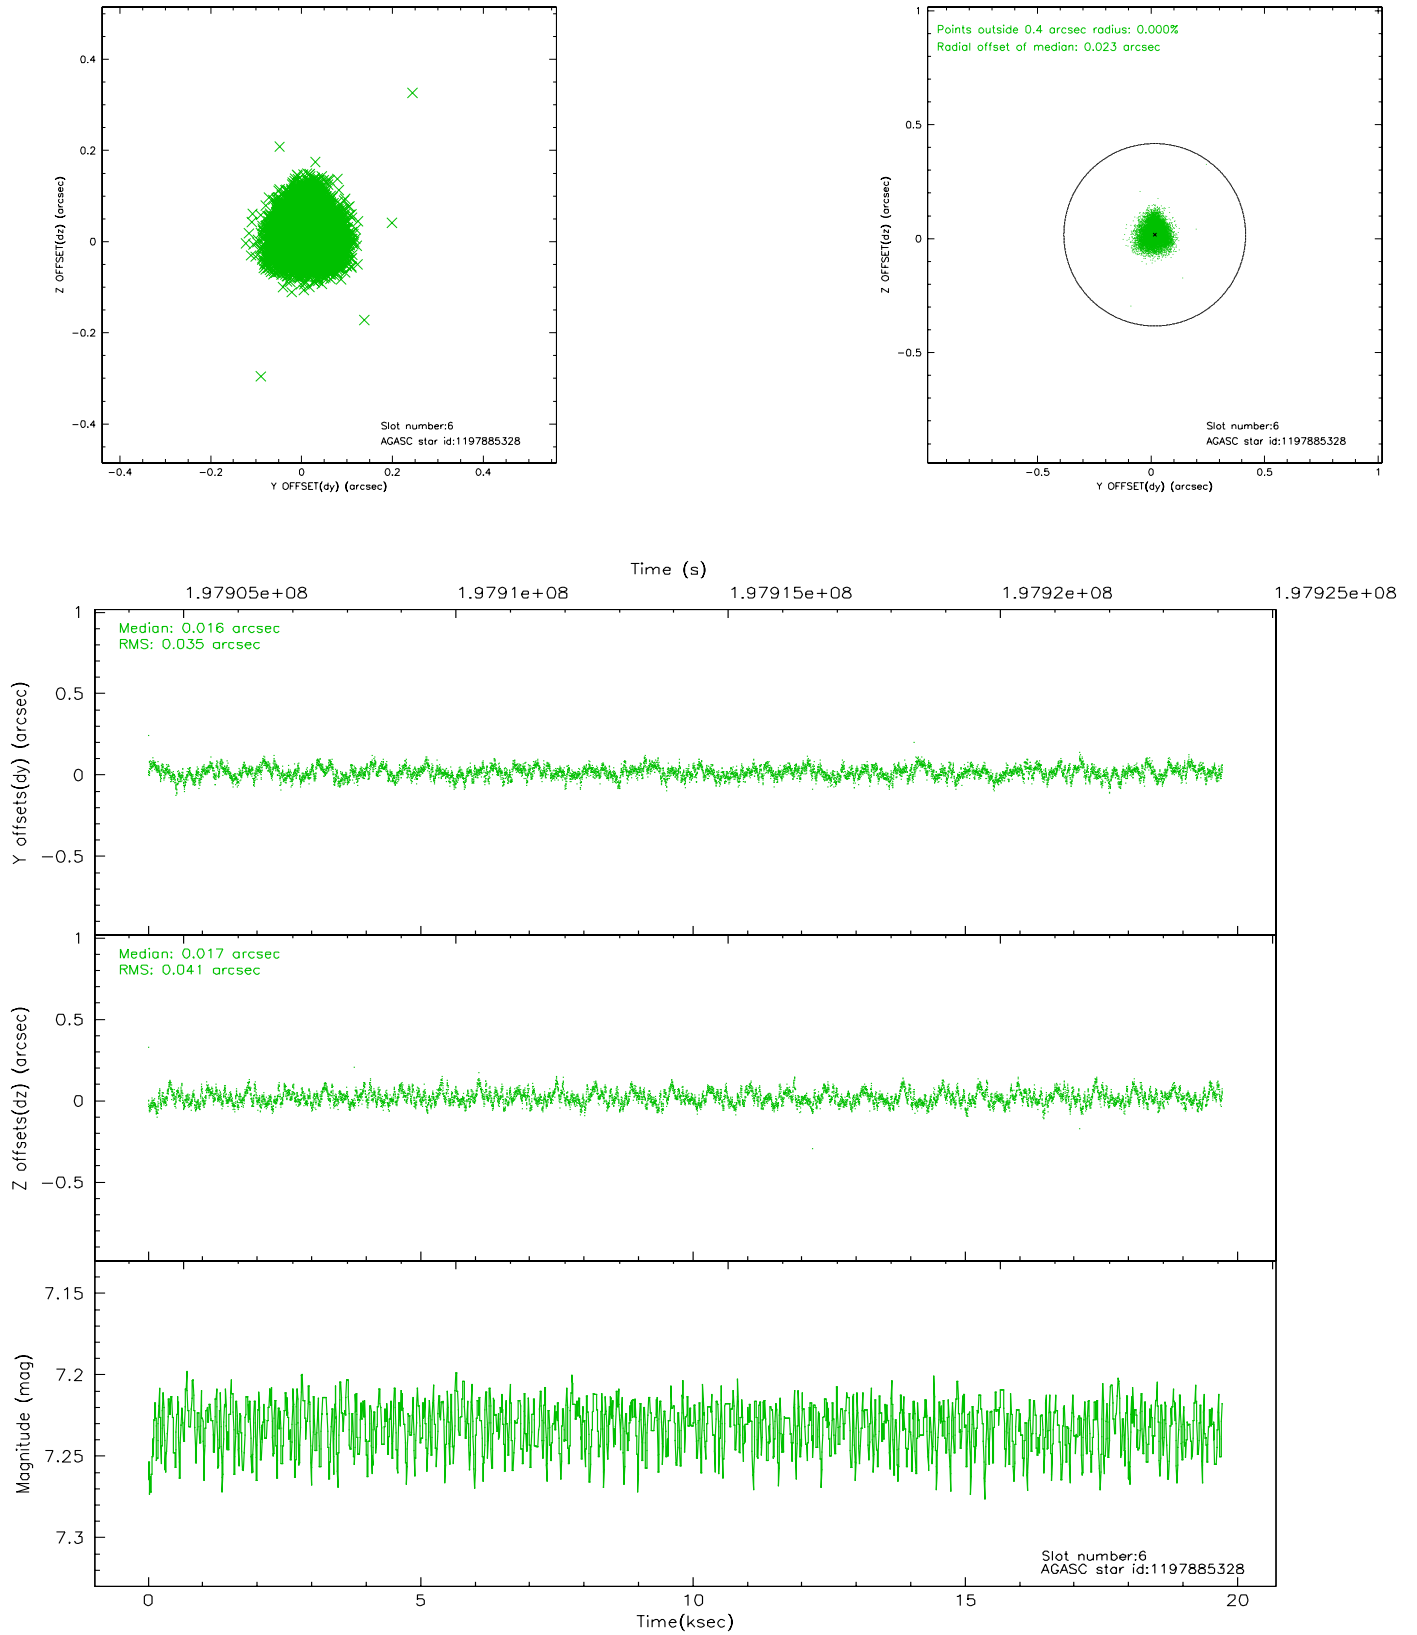 0.4
0.2
0
−0.2
−0.4
Z OFFSET(dz) (arcsec)
Slot number:6
AGASC star id:1197885328
−0.4 −0.2 0 0.2 0.4
Y OFFSET(dy) (arcsec)
Points outside 0.4 arcsec radius: 0.000%
Radial offset of median: 0.023 arcsec
1
0.5
0
−0.5
Z OFFSET(dz) (arcsec)
Slot number:6
AGASC star id:1197885328
−0.5 0 0.5 1
Y OFFSET(dy) (arcsec)
Time (s)
1.97905e+08 1.9791e+08 1.97915e+08 1.9792e+08 1.97925e+08
Median: 0.016 arcsec
RMS: 0.035 arcsec
1
0.5
0
−0.5
Y offsets(dy) (arcsec)
Median: 0.017 arcsec
RMS: 0.041 arcsec
1
0.5
0
−0.5
Z offsets(dz) (arcsec)
7.15
7.2
7.25
7.3
Magnitude (mag)
Slot number:6
AGASC star id:1197885328
0 5 10 15 20
Time(ksec)